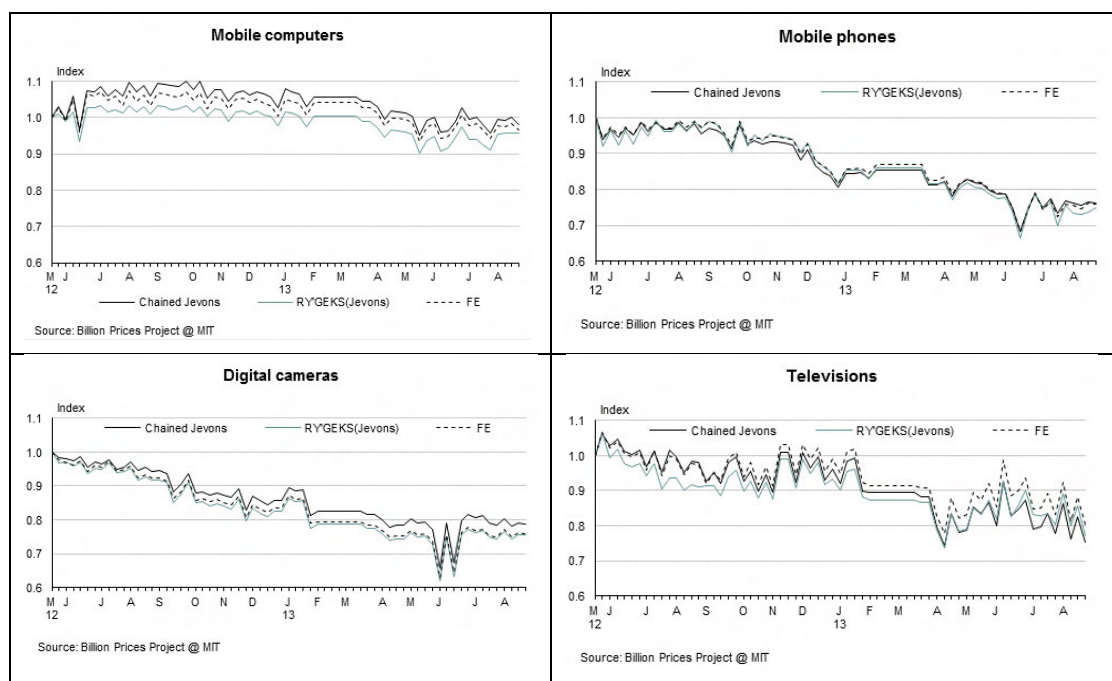 Mobile computers
Index
1.1
1.0
0.9
0.8
0.7
0.6
M J J A S O N D J F M A M J J A
12 13
Chained Jevons RY'GEKS(Jevons) FE
Source: Billion Prices Project @ MIT
Mobile phones
Index
Chained Jevons RY'GEKS(Jevons) FE
1.1
1.0
0.9
0.8
0.7
0.6
M J J A S O N D J F M A M J J A
12 13
Source: Billion Prices Project @ MIT
Digital cameras
Index
Chained Jevons RY'GEKS(Jevons) FE
1.1
1.0
0.9
0.8
0.7
0.6
M J J A S O N D J F M A M J J A
12 13
Source: Billion Prices Project @ MIT
Televisions
Index
Chained Jevons RY'GEKS(Jevons) FE
1.1
1.0
0.9
0.8
0.7
0.6
M J J A S O N D J F M A M J J A
12 13
Source: Billion Prices Project @ MIT